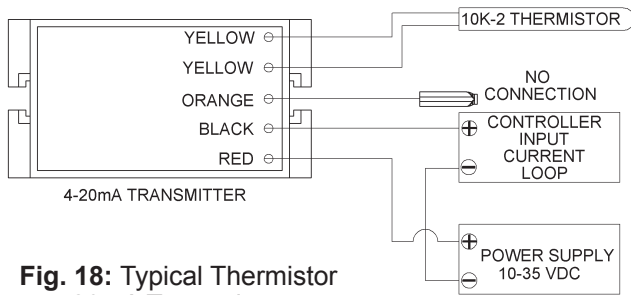 YELLOW
YELLOW
ORANGE
BLACK
RED
4-20mA TRANSMITTER
10K-2 THERMISTOR
NO
CONNECTION
CONTROLLER
INPUT
CURRENT
LOOP
POWER SUPPLY
10-35 VDC
Fig. 18: Typical Thermistor